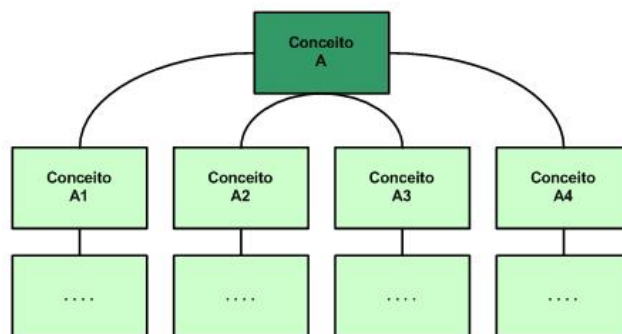 Conceito
A
Conceito
A1
Conceito
A2
Conceito
A3
Conceito
A4
....
....
....
....